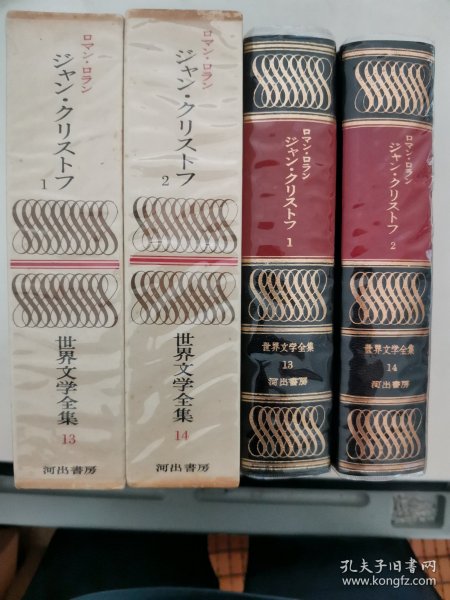 ロマン・ロラン
ジャン・クリストフ
1
世界文学全集
13
河出書房
ロマン・ロラン
ジャン・クリストフ
2
世界文学全集
14
河出書房
ロマン・ロラン
ジャン・クリストフ
1
世界文学全集
13
河出書房
ロマン・ロラン
ジャン・クリストフ
2
世界文学全集
14
河出書房
孔夫子旧书网
www.kongfz.com